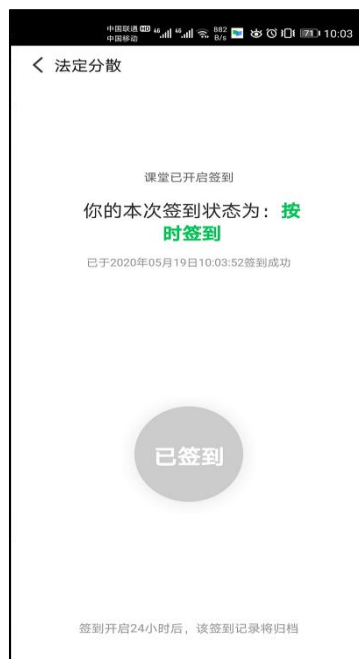 中国联通 HD 46 46 882
中国移动 B/s 71 10:03
法定分散
课堂已开启签到
你的本次签到状态为：按
时签到
已于2020年05月19日10:03:52签到成功
已签到
签到开启24小时后，该签到记录将归档